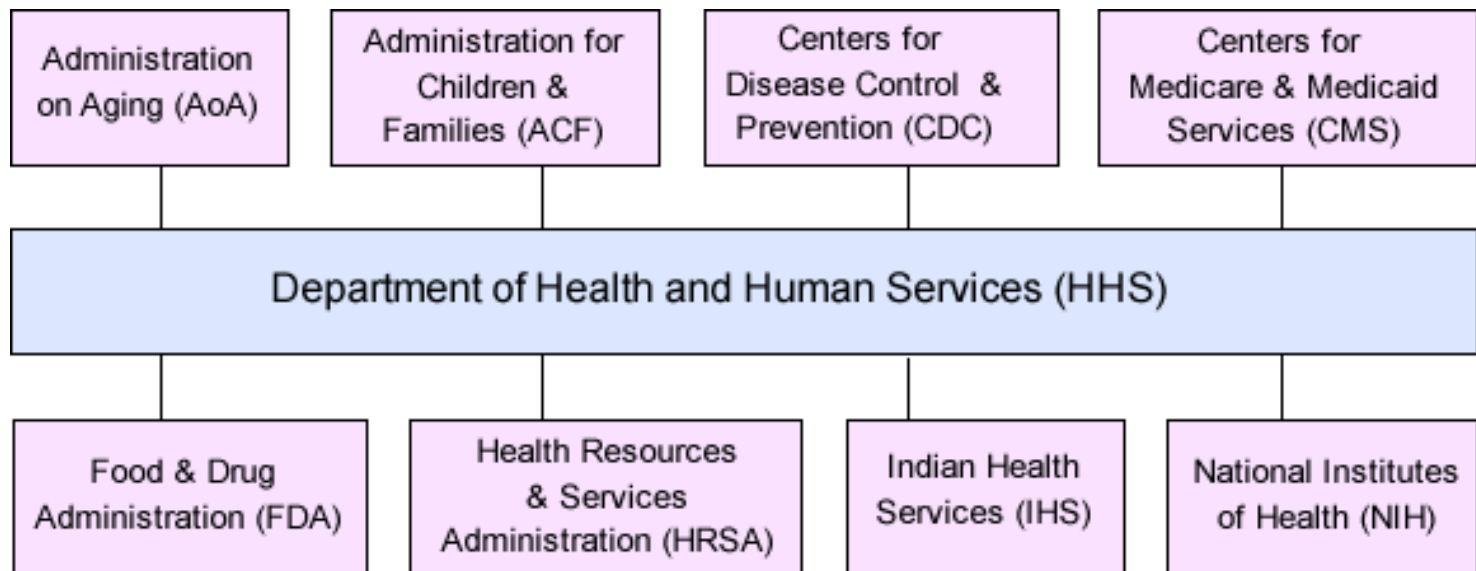 Administration
on Aging (AoA)
Administration for
Children &
Families (ACF)
Centers for
Disease Control &
Prevention (CDC)
Centers for
Medicare & Medicaid
Services (CMS)
Department of Health and Human Services (HHS)
Food & Drug
Administration (FDA)
Health Resources
& Services
Administration (HRSA)
Indian Health
Services (IHS)
National Institutes
of Health (NIH)